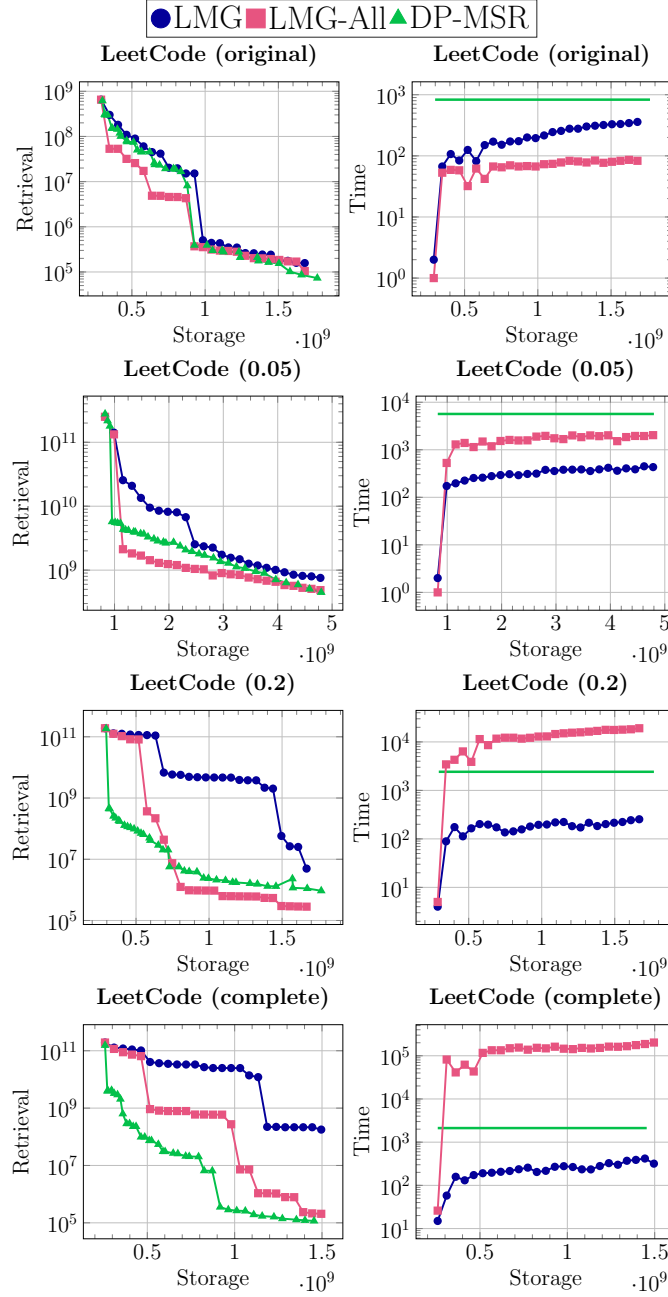 LMG LMG-All DP-MSR
LeetCode (original) LeetCode (original)
10^9
10^8
10^7
10^6
10^5
Retrieval
0.5 1 1.5
Storage
·10^9
10^3
10^2
10^1
10^0
Time
0.5 1 1.5
Storage
·10^9
LeetCode (0.05) LeetCode (0.05)
10^11
10^10
10^9
Retrieval
1 2 3 4 5
Storage
·10^9
10^4
10^3
10^2
10^1
10^0
Time
1 2 3 4 5
Storage
·10^9
LeetCode (0.2) LeetCode (0.2)
10^11
10^9
10^7
10^5
Retrieval
0.5 1 1.5
Storage
·10^9
10^4
10^3
10^2
10^1
Time
0.5 1 1.5
Storage
·10^9
LeetCode (complete) LeetCode (complete)
10^11
10^9
10^7
10^5
Retrieval
0.5 1 1.5
Storage
·10^9
10^5
10^4
10^3
10^2
10^1
Time
0.5 1 1.5
Storage
·10^9